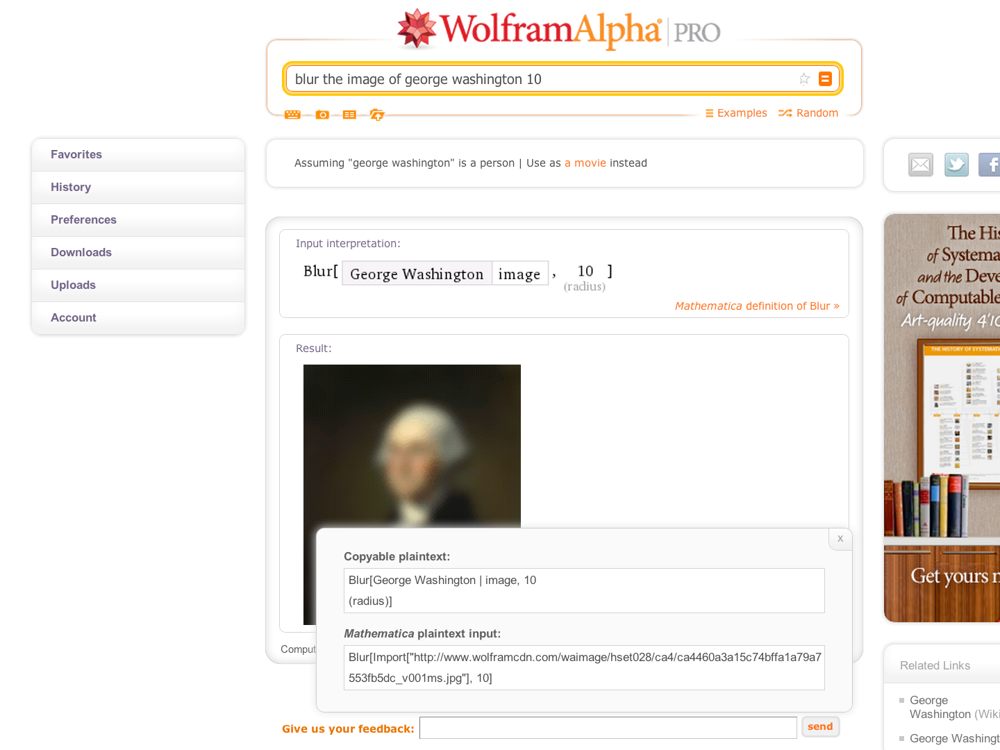 WolframAlpha PRO
blur the image of george washington 10
Examples Random
Favorites
History
Preferences
Downloads
Uploads
Account
Assuming "george washington" is a person | Use as a movie instead
Input interpretation:
Blur[ George Washington image , 10 ]
(radius)
Mathematica definition of Blur »
Result:
x
Copyable plaintext:
Blur[George Washington | image, 10
(radius)]
Mathematica plaintext input:
Blur[Import["http://www.wolframcdn.com/waimage/hset028/ca4/ca4460a3a15c74bffa1a79a7
553fb5dc_v001ms.jpg"], 10]
Comput
Give us your feedback:
send
The His
of Systema
and the Deve
of Computable
Art-quality 4'10
THE HISTORY OF SYSTEMATI
Get yours n
Related Links
George
Washington (Wiki
George Washingt